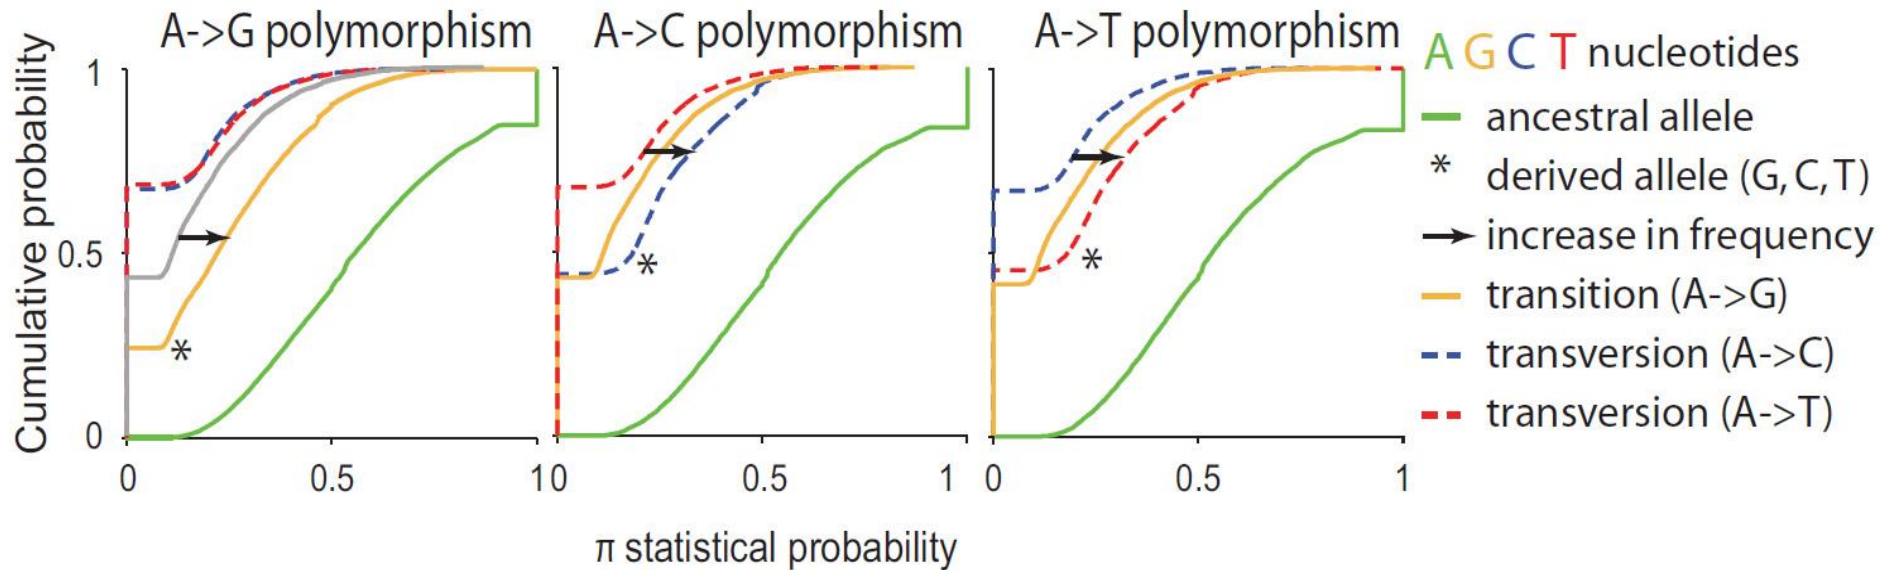 A->G polymorphism
A->C polymorphism
A->T polymorphism
Cumulative probability
1
0.5
0
0
0.5
1
0
0.5
1
0
0.5
1
*
*
*
π statistical probability
A G C T nucleotides
ancestral allele
* derived allele (G, C, T)
increase in frequency
transition (A->G)
transversion (A->C)
transversion (A->T)